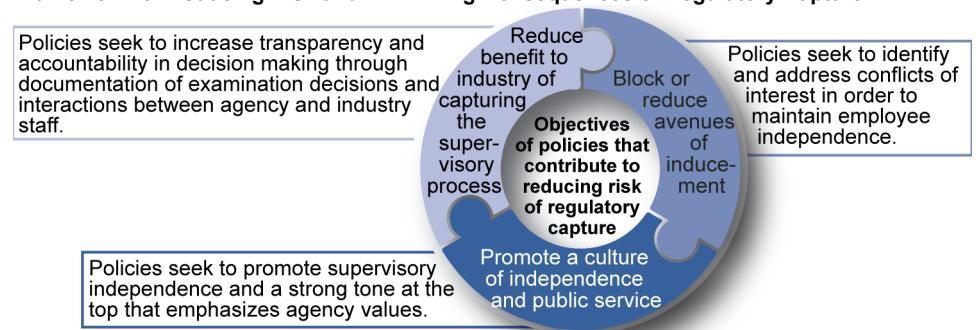 Policies seek to increase transparency and
accountability in decision making through
documentation of examination decisions and
interactions between agency and industry
staff.
Reduce
benefit to
industry of
capturing
the
super-
visory
process
Block or
reduce
avenues
of
induce-
ment
Policies seek to identify
and address conflicts of
interest in order to
maintain employee
independence.
Objectives
of policies that
contribute to
reducing risk
of regulatory
capture
Promote a culture
of independence
and public service
Policies seek to promote supervisory
independence and a strong tone at the
top that emphasizes agency values.